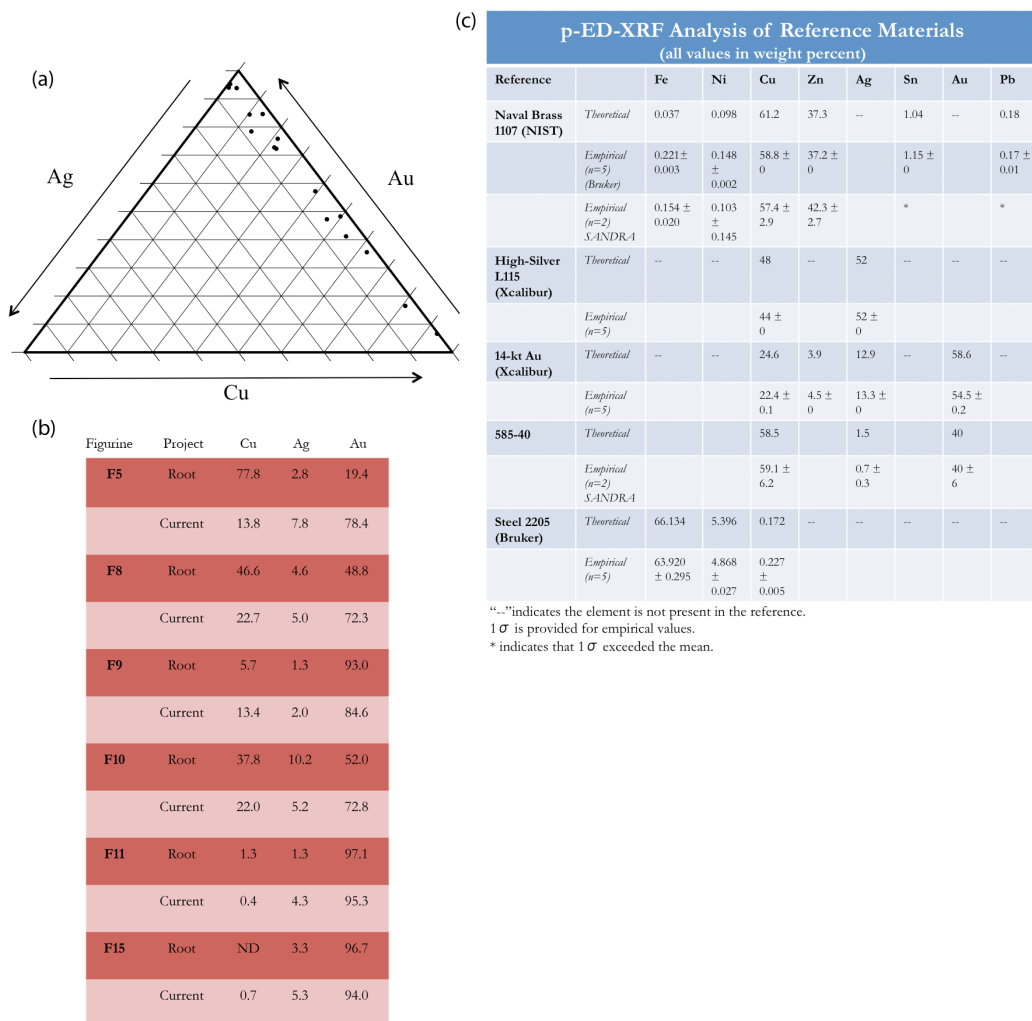 (a)
Ag
Au
Cu
(b)
Figurine Project Cu Ag Au
F5 Root 77.8 2.8 19.4
Current 13.8 7.8 78.4
F8 Root 46.6 4.6 48.8
Current 22.7 5.0 72.3
F9 Root 5.7 1.3 93.0
Current 13.4 2.0 84.6
F10 Root 37.8 10.2 52.0
Current 22.0 5.2 72.8
F11 Root 1.3 1.3 97.1
Current 0.4 4.3 95.3
F15 Root ND 3.3 96.7
Current 0.7 5.3 94.0
(c)
p-ED-XRF Analysis of Reference Materials
(all values in weight percent)
Reference Fe Ni Cu Zn Ag Sn Au Pb
Naval Brass Theoretical 0.037 0.098 61.2 37.3 -- 1.04 -- 0.18
1107 (NIST)
Empirical 0.221± 0.148 58.8 ± 37.2 ± 1.15 ± 0.17 ±
(n=5) 0.003 ± 0 0 0 0.01
(Bruker) 0.002
Empirical 0.154 ± 0.103 57.4 ± 42.3 ± * *
(n=2) 0.020 ± 2.9 2.7
SANDRA 0.145
High-Silver Theoretical -- -- 48 -- 52 -- -- --
L115
(Xcalibur)
Empirical 44 ± 52 ±
(n=5) 0 0
14-kt Au Theoretical -- -- 24.6 3.9 12.9 -- 58.6 --
(Xcalibur)
Empirical 22.4 ± 4.5 ± 13.3 ± 54.5 ±
(n=5) 0.1 0 0 0.2
585-40 Theoretical 58.5 1.5 40
Empirical 59.1 ± 0.7 ± 40 ±
(n=2) 6.2 0.3 6
SANDRA
Steel 2205 Theoretical 66.134 5.396 0.172 -- -- -- -- --
(Bruker)
Empirical 63.920 4.868 0.227
(n=5) ± 0.295 ± ±
0.027 0.005
“--”indicates the element is not present in the reference.
1 σ is provided for empirical values.
* indicates that 1 σ exceeded the mean.